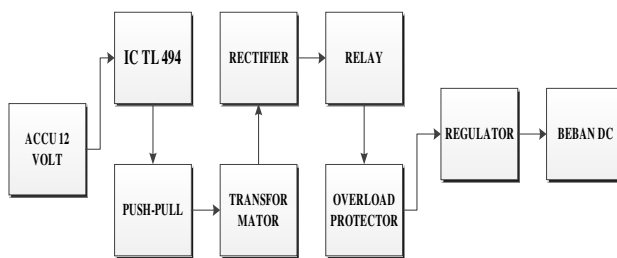 ACCU 12
VOLT
IC TL 494
PUSH-PULL
TRANSFOR
MATOR
RECTIFIER
RELAY
OVERLOAD
PROTECTOR
REGULATOR
BEBAN DC